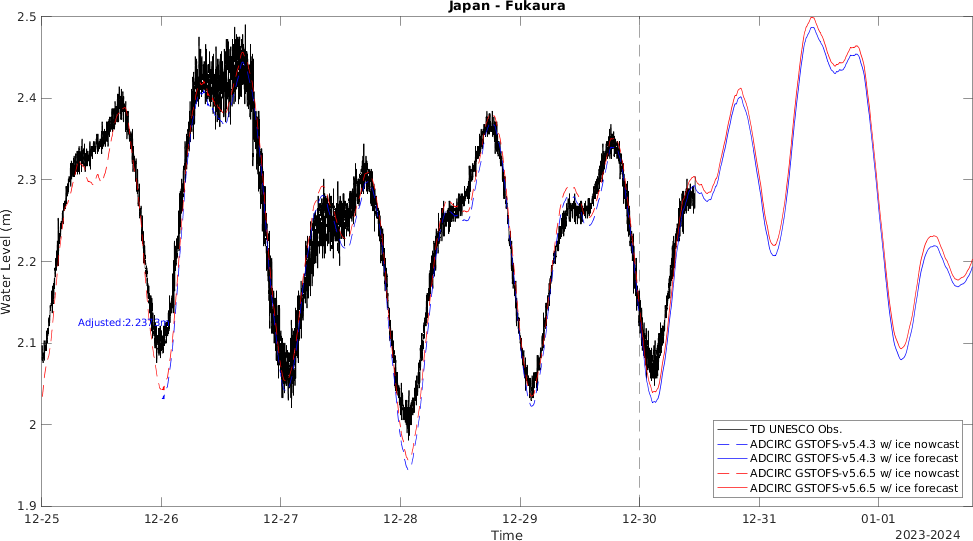 Japan - Fukaura
2.5
2.4
2.3
2.2
2.1
2
1.9
Water Level (m)
Adjusted:2.2373m
12-25
12-26
12-27
12-28
12-29
12-30
12-31
01-01
Time
2023-2024
TD UNESCO Obs.
ADCIRC GSTOFS-v5.4.3 w/ ice nowcast
ADCIRC GSTOFS-v5.4.3 w/ ice forecast
ADCIRC GSTOFS-v5.6.5 w/ ice nowcast
ADCIRC GSTOFS-v5.6.5 w/ ice forecast